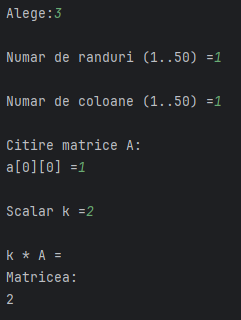 Alege:3
Numar de randuri (1..50) =1
Numar de coloane (1..50) =1
Citire matrice A:
a[0][0] =1
Scalar k =2
k * A =
Matricea:
2